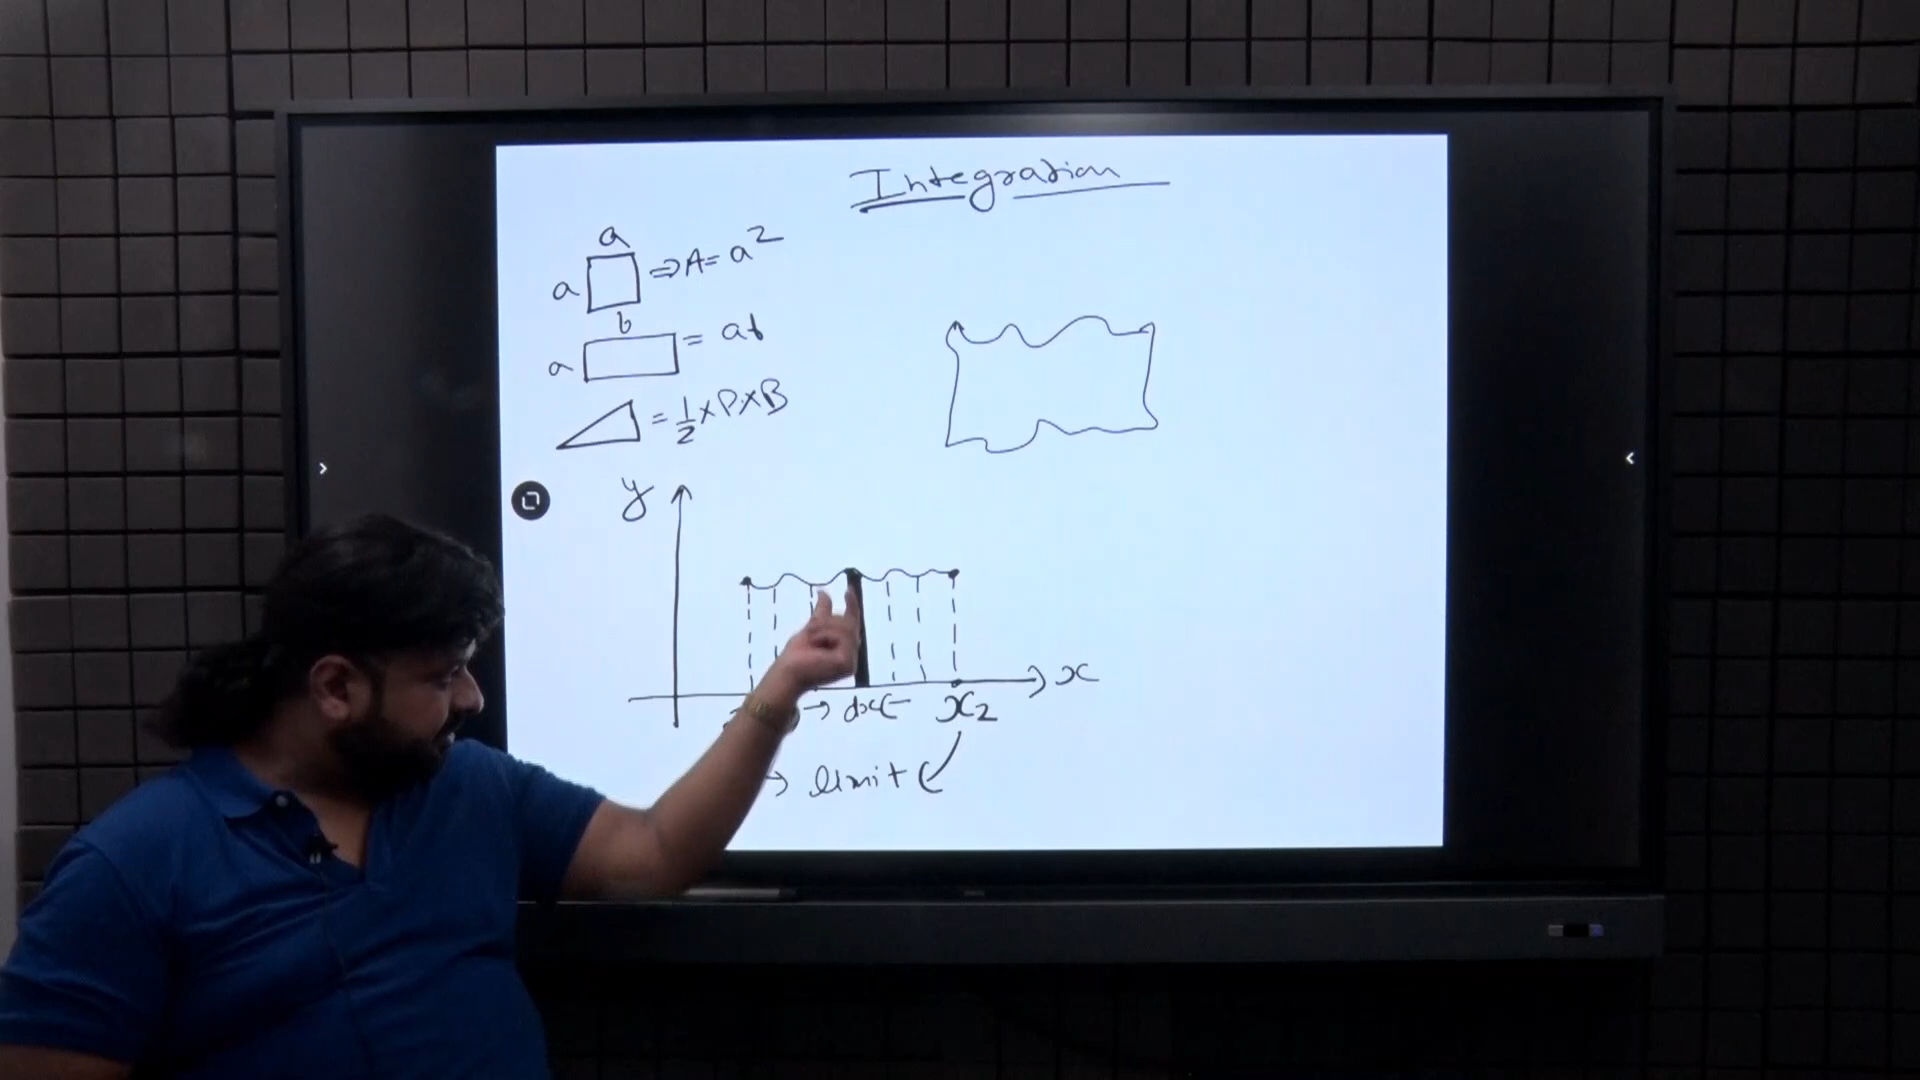 Integration
a
a ⇒ A = a²
b
a = ab
= 1/2 × P × B
y
x
→ dx ← x₂
→ limit